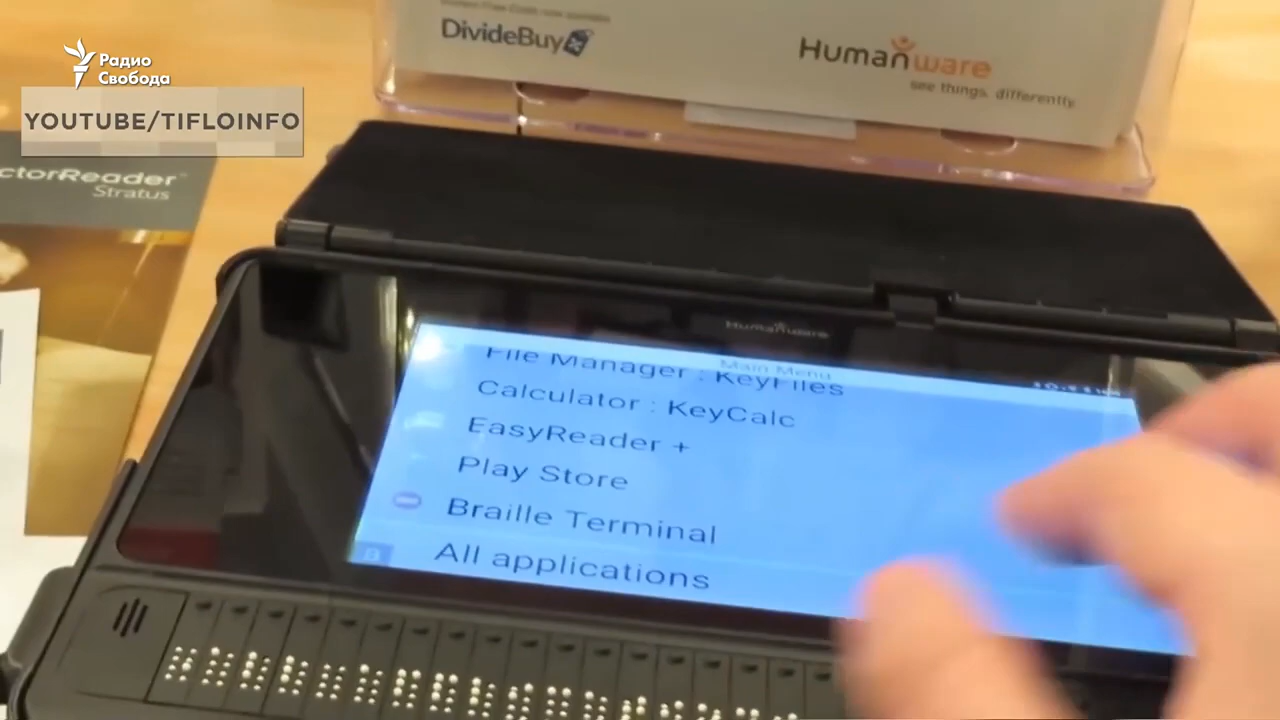 Радио
Свобода
YOUTUBE/TIFLOINFO
DivideBuy
Humanware
see things. differently.
ctorReader
Stratus
Humanware
Main Menu
File Manager : KeyFiles
Calculator : KeyCalc
EasyReader +
Play Store
Braille Terminal
All applications